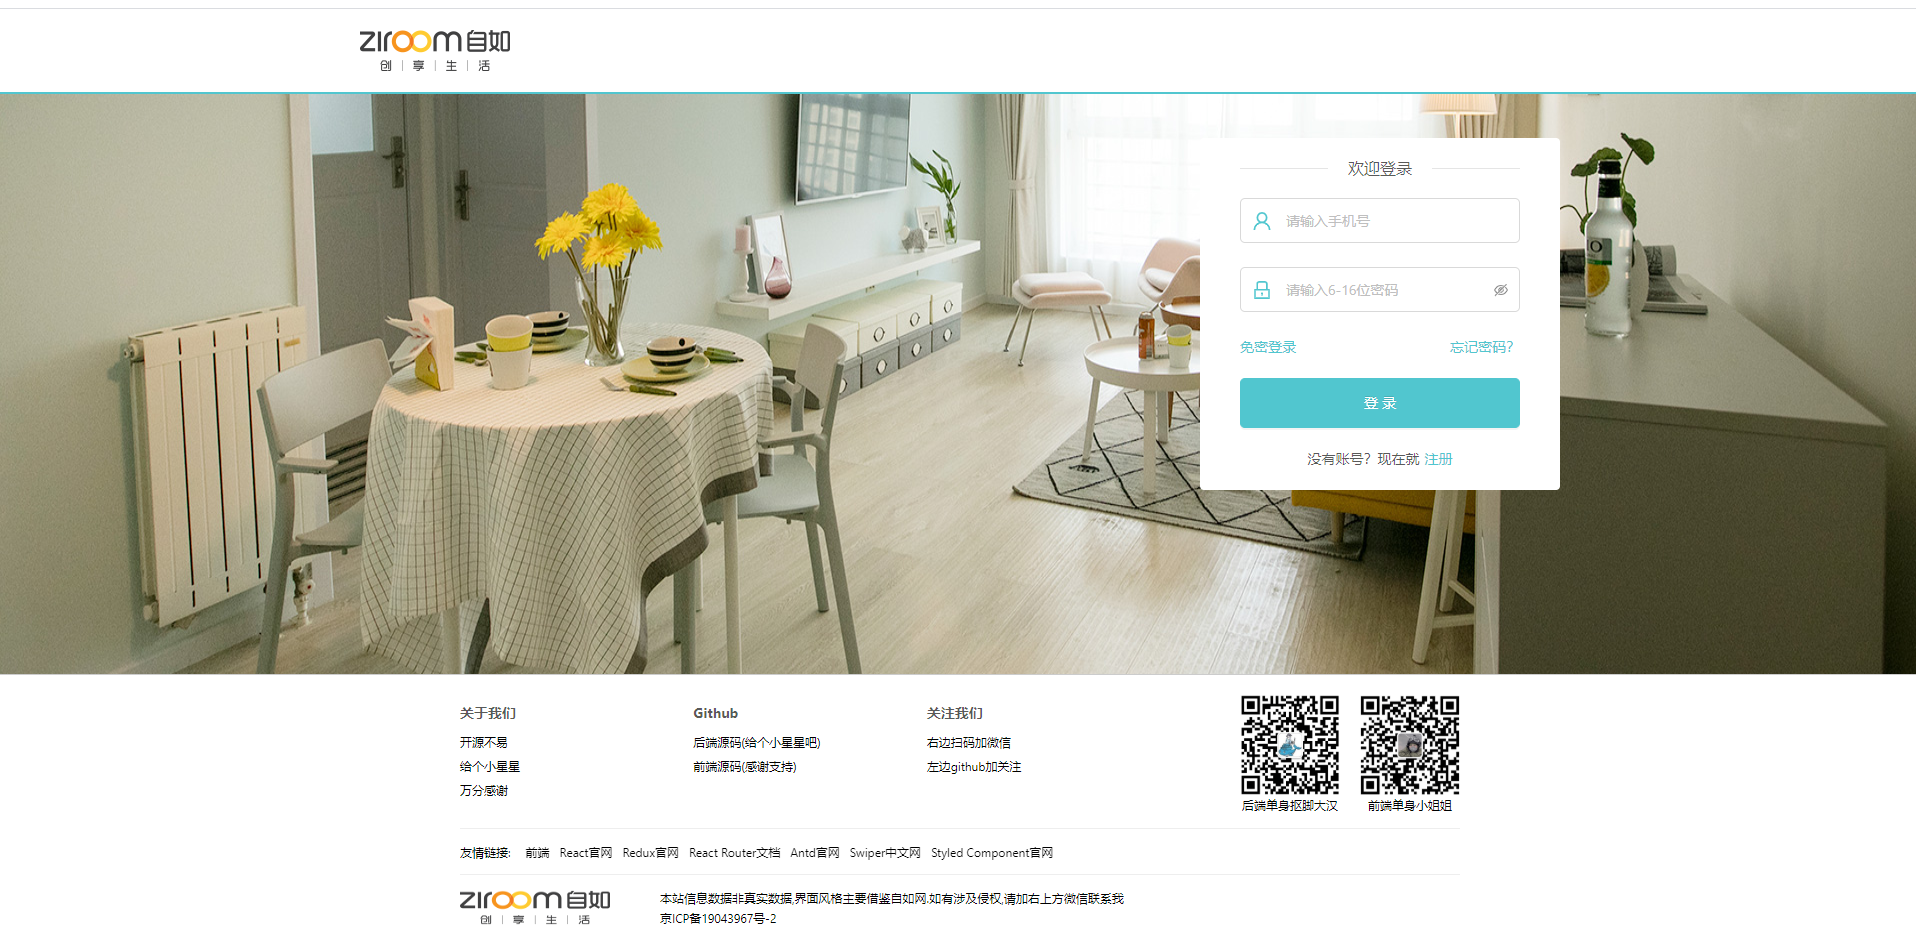 ziroom自如
创 | 享 | 生 | 活
欢迎登录
请输入手机号
请输入6-16位密码
免密登录 忘记密码?
登 录
没有账号? 现在就 注册
关于我们
开源不易
给个小星星
万分感谢
Github
后端源码(给个小星星吧)
前端源码(感谢支持)
关注我们
右边扫码加微信
左边github加关注
后端单身抠脚大汉
前端单身小姐姐
友情链接: 前端 React官网 Redux官网 React Router文档 Antd官网 Swiper中文网 Styled Component官网
ziroom自如
创 | 享 | 生 | 活
本站信息数据非真实数据,界面风格主要借鉴自如网.如有涉及侵权,请加右上方微信联系我
京ICP备19043967号-2